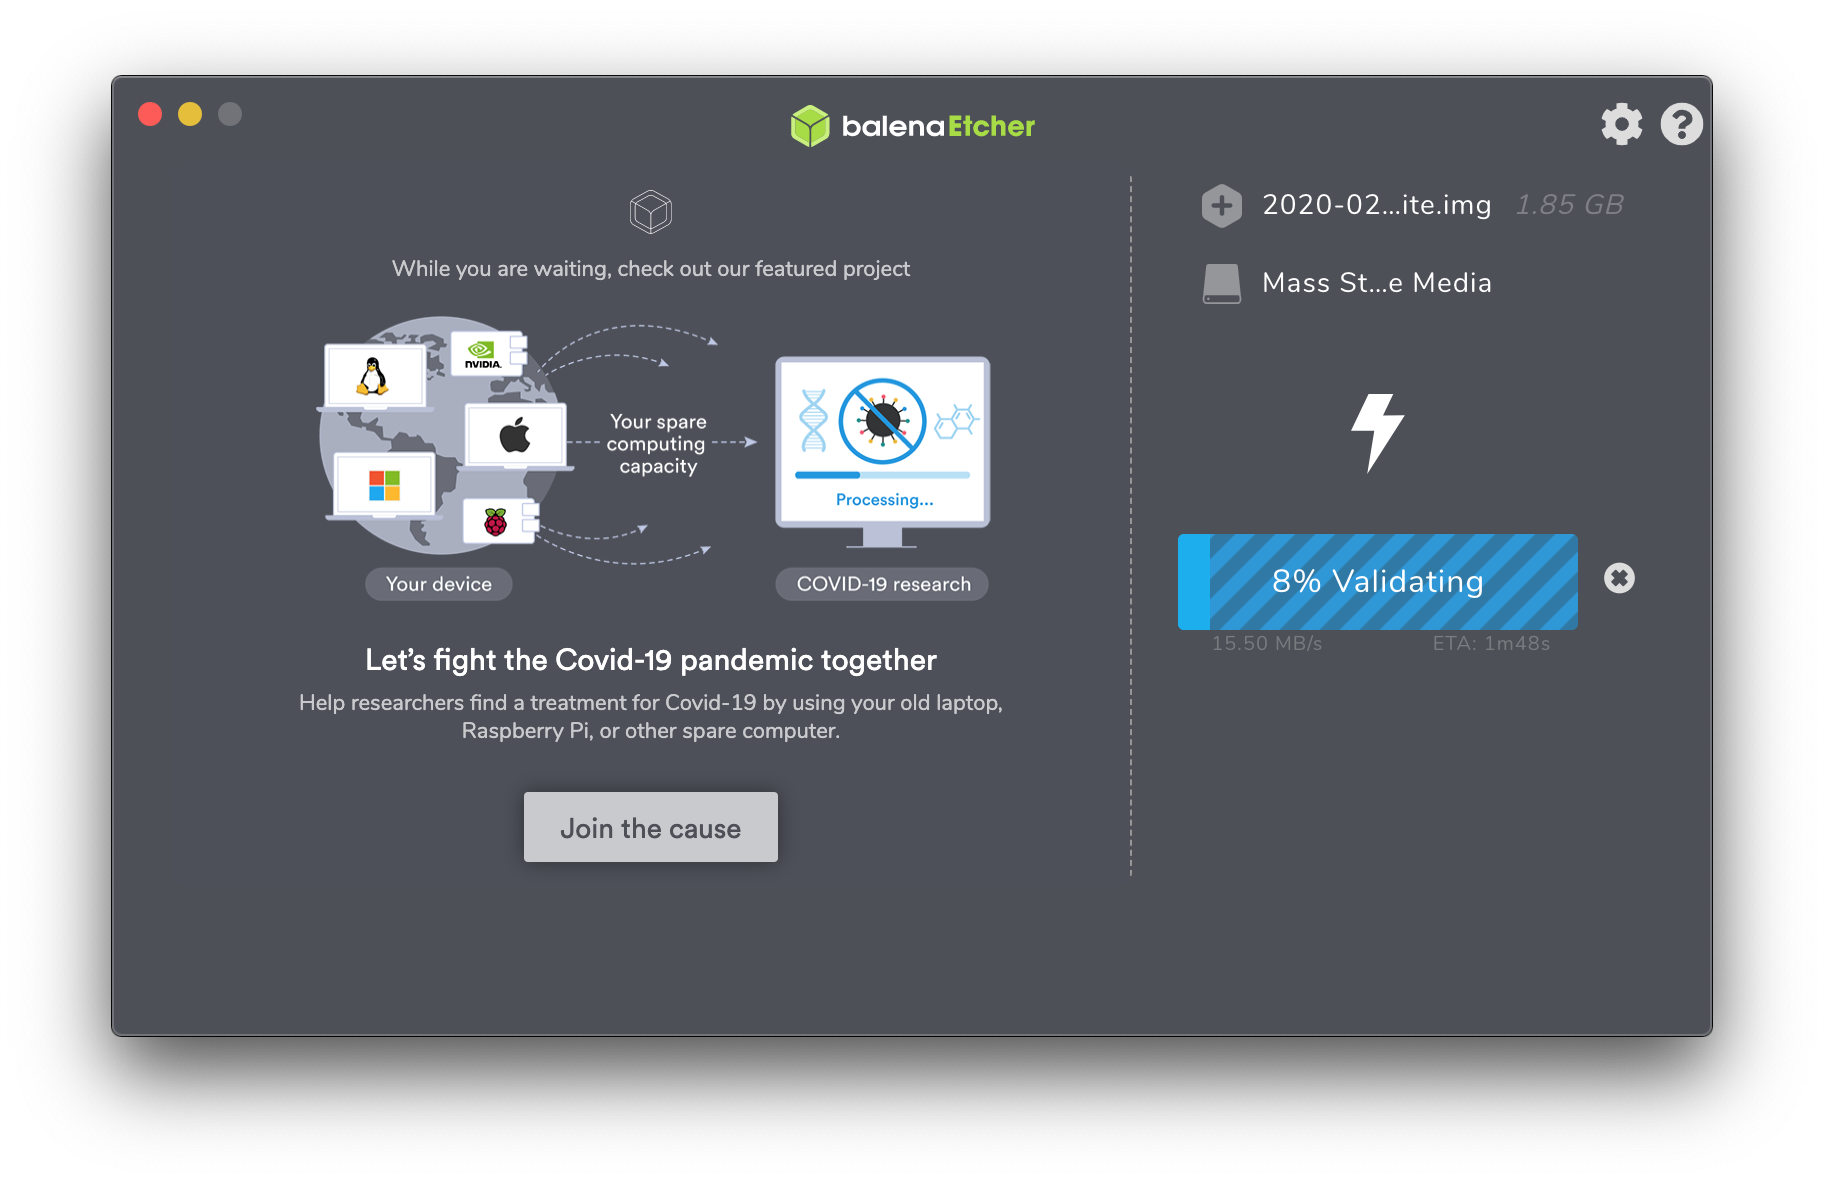 balenaEtcher
While you are waiting, check out our featured project
NVIDIA.
Your spare
computing
capacity
Processing...
Your device
COVID-19 research
Let's fight the Covid-19 pandemic together
Help researchers find a treatment for Covid-19 by using your old laptop,
Raspberry Pi, or other spare computer.
Join the cause
2020-02...ite.img 1.85 GB
Mass St...e Media
8% Validating
15.50 MB/s ETA: 1m48s